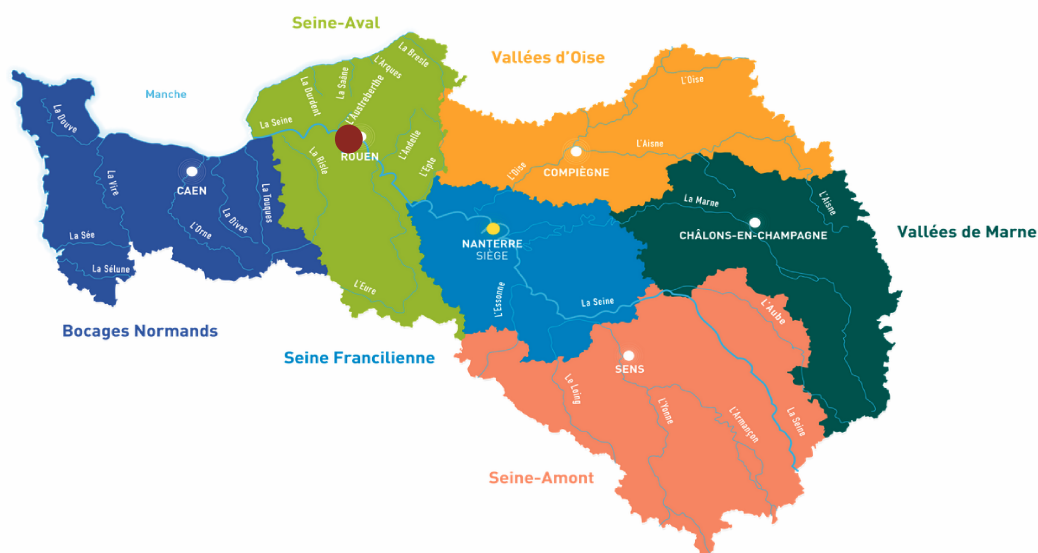 Seine-Aval
Vallées d'Oise
Manche
La Bresle
L'Arques
La Saâne
La Durdent
L'Austreberthe
L'Oise
La Douve
La Seine
ROUEN
L'Andelle
L'Epte
La Risle
L'Aisne
COMPIÈGNE
L'Oise
CAEN
La Vire
La Touques
La Dives
L'Orne
L'Aisne
La Marne
CHÂLONS-EN-CHAMPAGNE
Vallées de Marne
La Sée
La Sélune
NANTERRE
SIÈGE
L'Eure
L'Essonne
La Seine
L'Aube
Bocages Normands
Seine Francilienne
SENS
Le Loing
L'Yonne
L'Armançon
La Seine
Seine-Amont